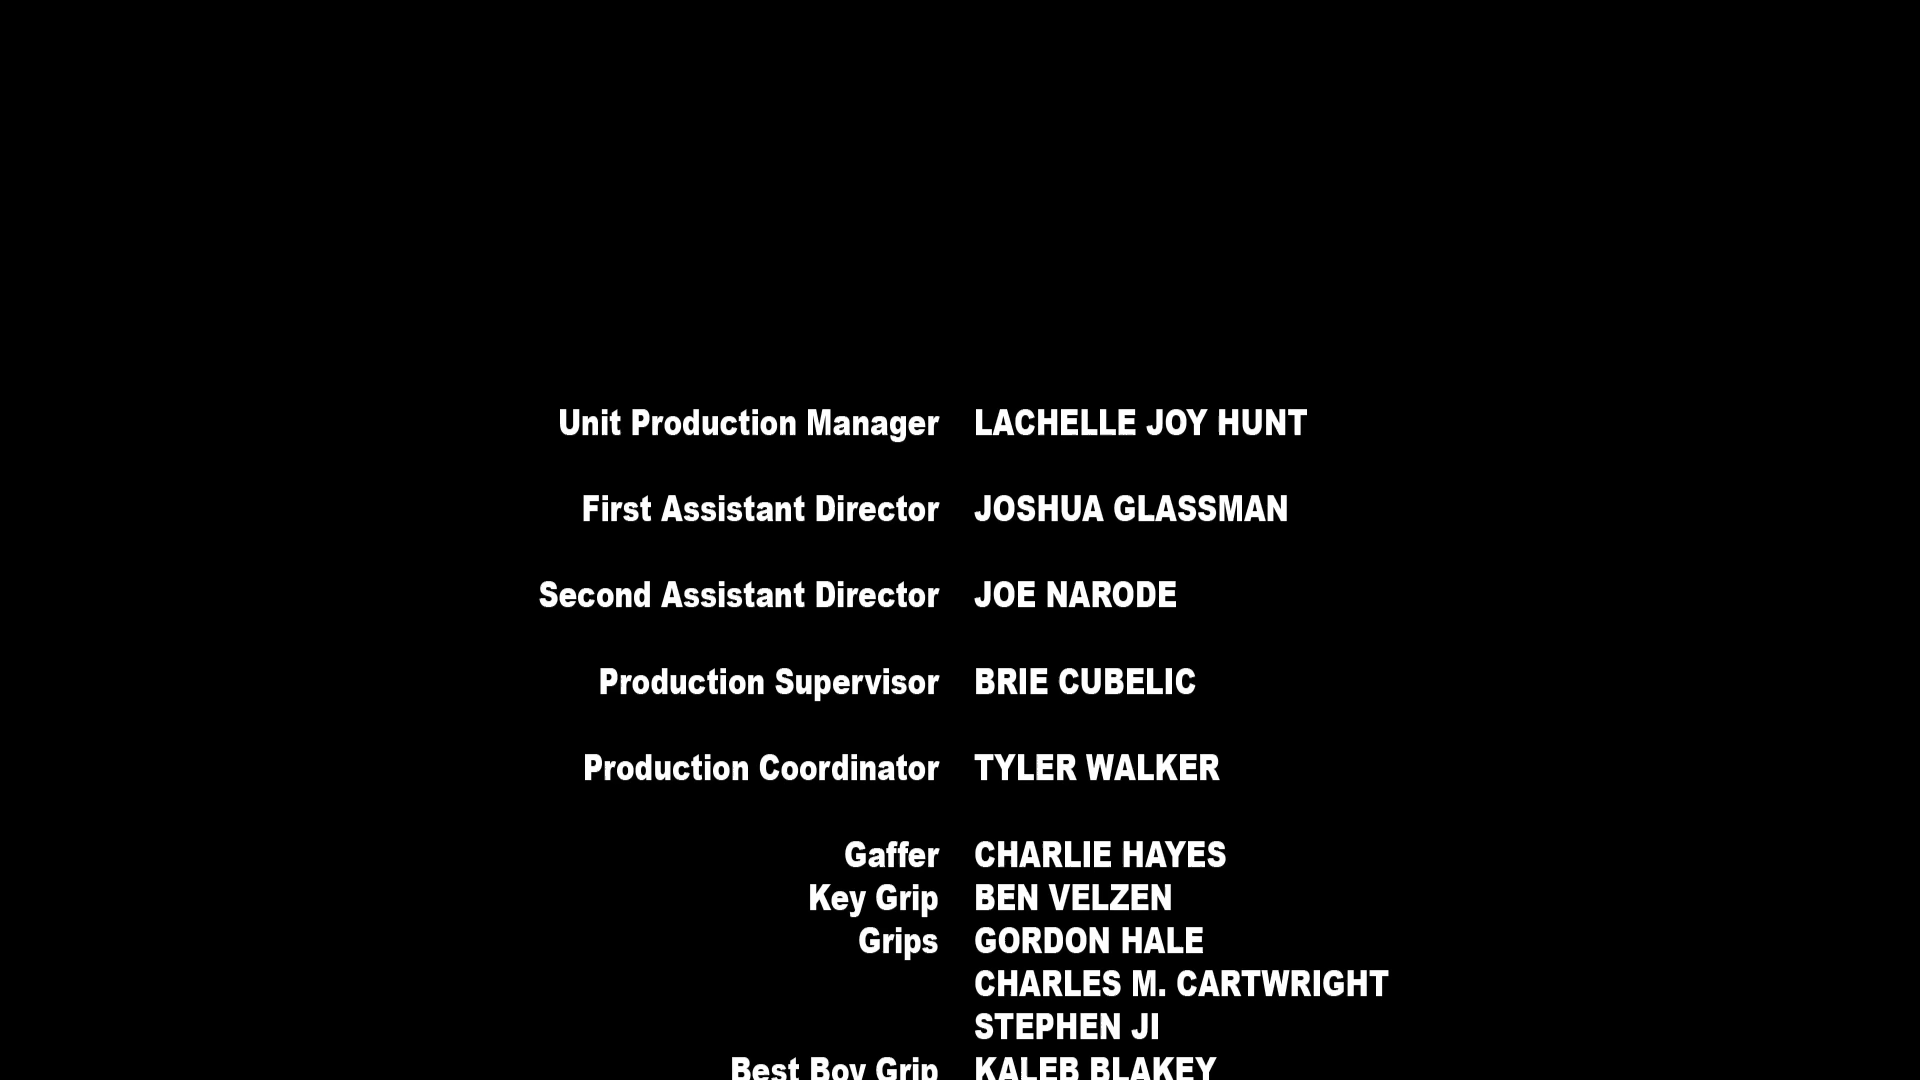 Unit Production Manager LACHELLE JOY HUNT
First Assistant Director JOSHUA GLASSMAN
Second Assistant Director JOE NARODE
Production Supervisor BRIE CUBELIC
Production Coordinator TYLER WALKER
Gaffer CHARLIE HAYES
Key Grip BEN VELZEN
Grips GORDON HALE
CHARLES M. CARTWRIGHT
STEPHEN JI
Best Boy Grip KALEB BLAKEY